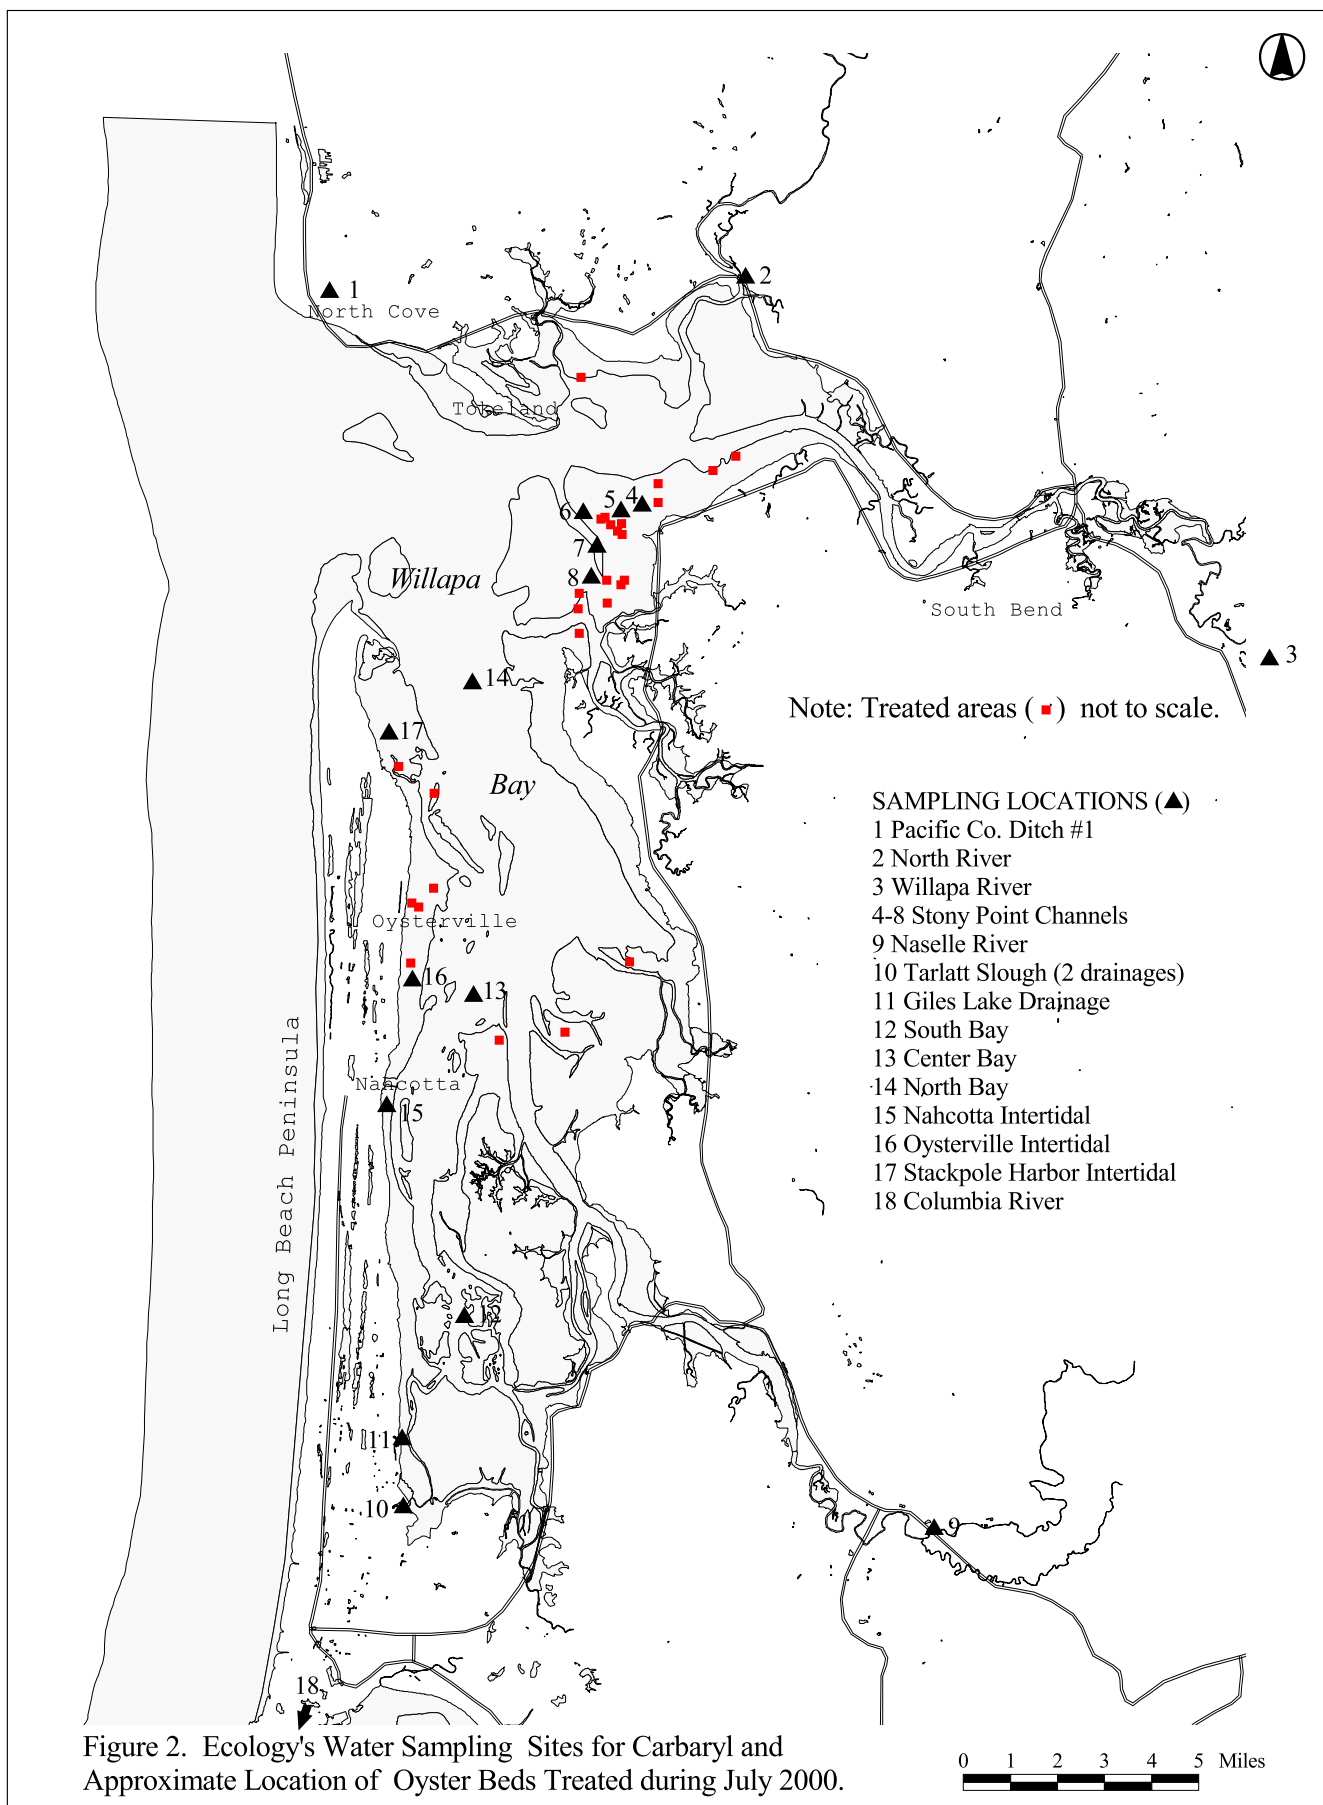 1
North Cove
2
Tokeland
6
5
4
7
8
Willapa
South Bend
3
14
Note: Treated areas ( ) not to scale.
17
Bay
SAMPLING LOCATIONS ( )
1 Pacific Co. Ditch #1
2 North River
3 Willapa River
4-8 Stony Point Channels
9 Naselle River
10 Tarlatt Slough (2 drainages)
11 Giles Lake Drainage
12 South Bay
13 Center Bay
14 North Bay
15 Nahcotta Intertidal
16 Oysterville Intertidal
17 Stackpole Harbor Intertidal
18 Columbia River
Oysterville
16
13
Long Beach Peninsula
Nahcotta
15
12
11
10
9
18
Figure 2. Ecology's Water Sampling Sites for Carbaryl and
Approximate Location of Oyster Beds Treated during July 2000.
0 1 2 3 4 5 Miles